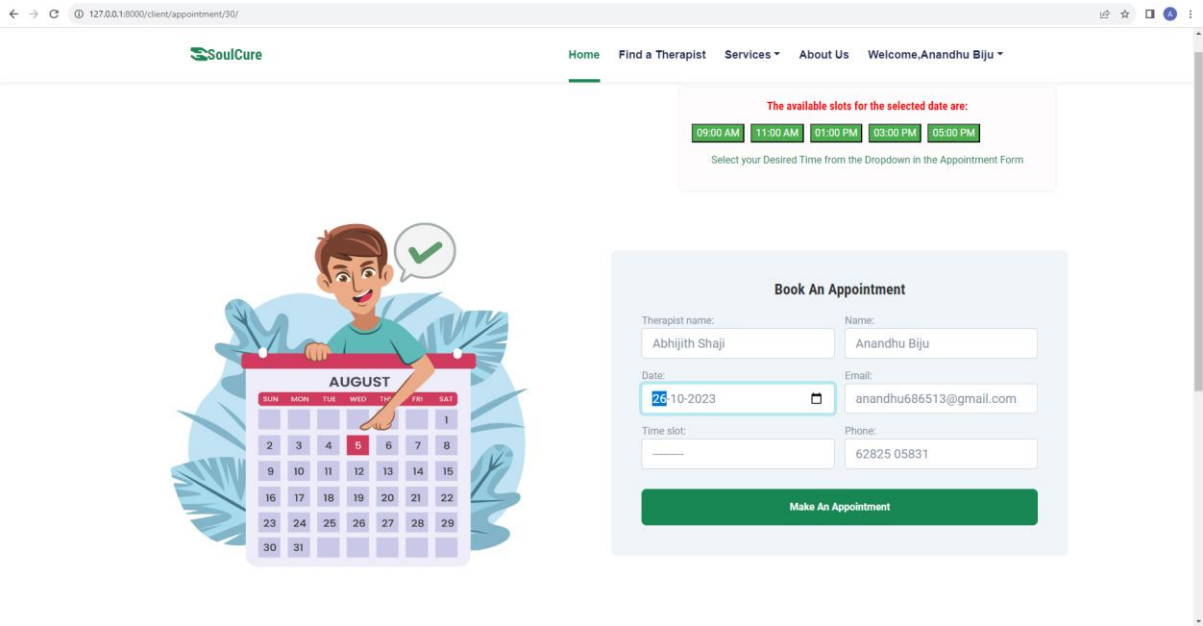 127.0.0.1:8000/client/appointment/30/
A
SoulCure
Home Find a Therapist Services About Us Welcome,Anandhu Biju
The available slots for the selected date are:
09:00 AM 11:00 AM 01:00 PM 03:00 PM 05:00 PM
Select your Desired Time from the Dropdown in the Appointment Form
AUGUST
SUN MON TUE WED THU FRI SAT
1
2 3 4 5 6 7 8
9 10 11 12 13 14 15
16 17 18 19 20 21 22
23 24 25 26 27 28 29
30 31
Book An Appointment
Therapist name: Name:
Abhijith Shaji Anandhu Biju
Date: Email:
26-10-2023 anandhu686513@gmail.com
Time slot: Phone:
--------- 62825 05831
Make An Appointment